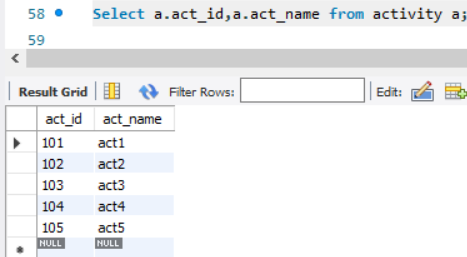 58 Select a.act_id,a.act_name from activity a;
59
Result Grid Filter Rows: Edit:
act_id act_name
101 act1
102 act2
103 act3
104 act4
105 act5
NULL NULL